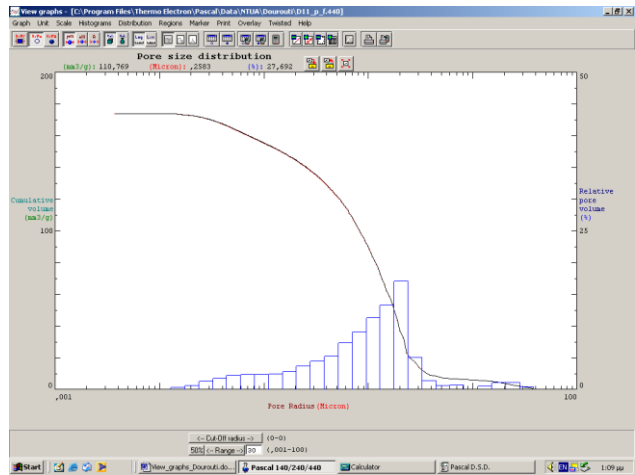 View graphs - [C:\Program Files\Thermo Electron\Pascal\Data\NTUA\Dourouti\D11_p_f.440]
Graph Unit Scale Histograms Distribution Regions Marker Print Overlay Twisted Help
Pore size distribution
(mm3/g): 110,769 (Micron): ,2583 (%): 27,692
200
50
Cumulative
volume
(mm3/g)
Relative
pore
volume
(%)
100
25
0
0
,001
100
Pore Radius(Micron)
<-- Cut-Off radius --> (0-0)
50% <-- Range--> 30 (,001-100)
Start
View_graphs_Dourouti.do...
Pascal 140/240/440
Calculator
Pascal D.S.D.
EN
1:09 μμ